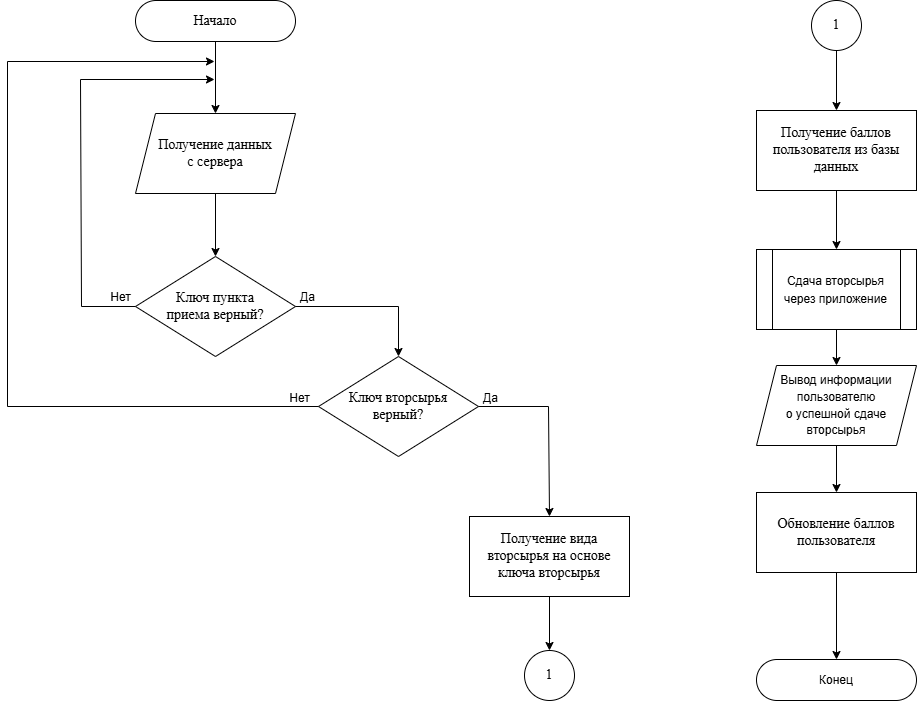 Начало
Получение данных
с сервера
Нет
Ключ пункта
приема верный?
Да
Нет
Ключ вторсырья
верный?
Да
Получение вида
вторсырья на основе
ключа вторсырья
1
1
Получение баллов
пользователя из базы
данных
Сдача вторсырья
через приложение
Вывод информации
пользователю
о успешной сдаче
вторсырья
Обновление баллов
пользователя
Конец